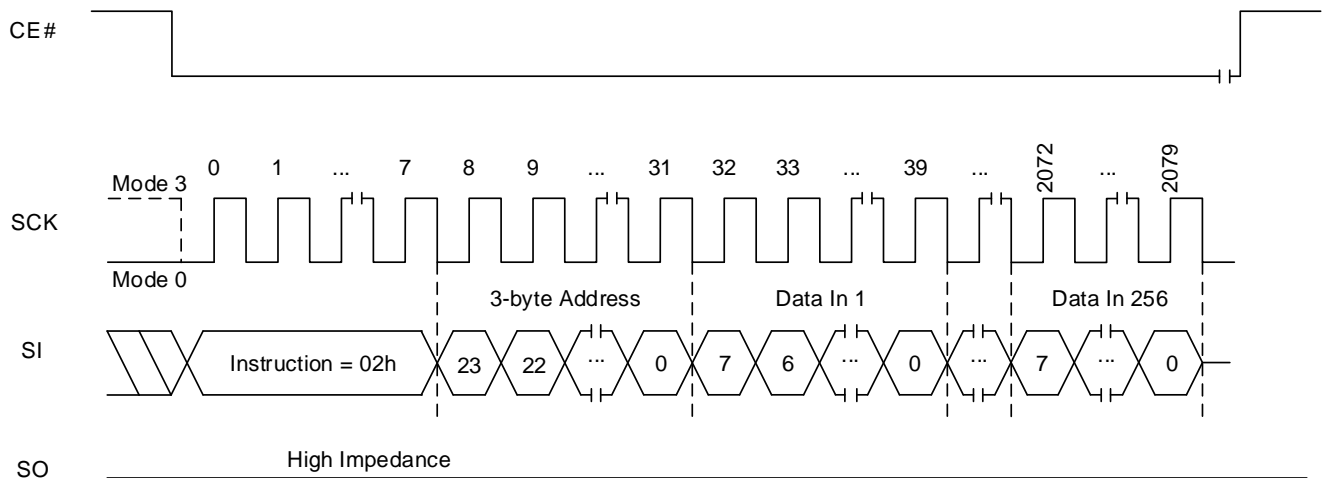 CE#
0 1 ... 7 8 9 ... 31 32 33 ... 39 ... 2072 ... 2079
Mode 3
SCK
Mode 0
3-byte Address Data In 1 Data In 256
SI Instruction = 02h 23 22 ... 0 7 6 ... 0 ... 7 ... 0
High Impedance
SO